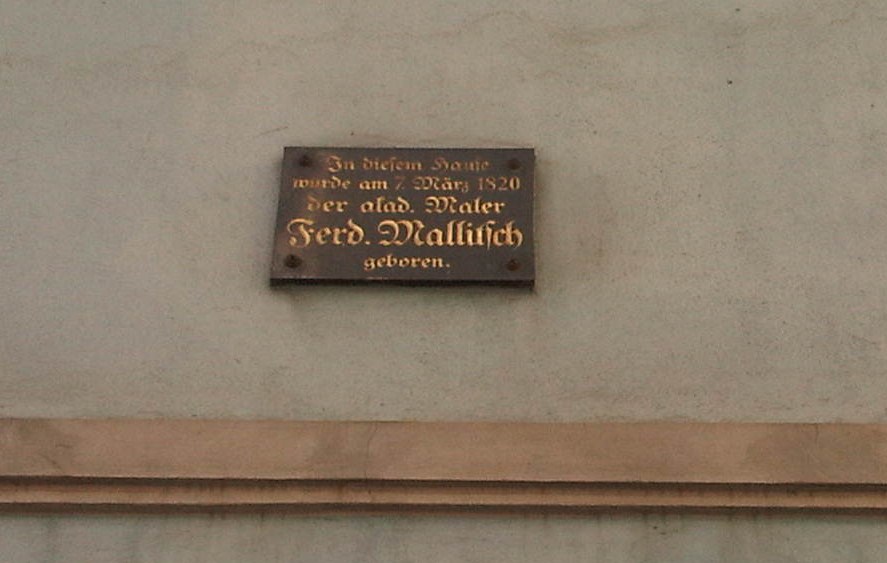 In diesem Hause
wurde am 7. März 1820
der akad. Maler
Ferd. Mallitsch
geboren.